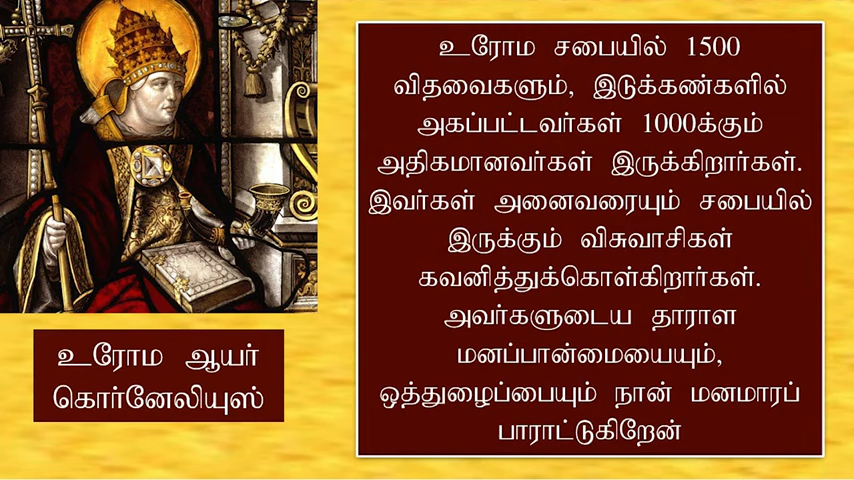 உரோம சபையில் 1500
விதவைகளும், இடுக்கண்களில்
அகப்பட்டவர்கள் 1000க்கும்
அதிகமானவர்கள் இருக்கிறார்கள்.
இவர்கள் அனைவரையும் சபையில்
இருக்கும் விசுவாசிகள்
கவனித்துக்கொள்கிறார்கள்.
அவர்களுடைய தாராள
மனப்பான்மையையும்,
ஒத்துழைப்பையும் நான் மனமாரப்
பாராட்டுகிறேன்
உரோம ஆயர்
கொர்னேலியுஸ்